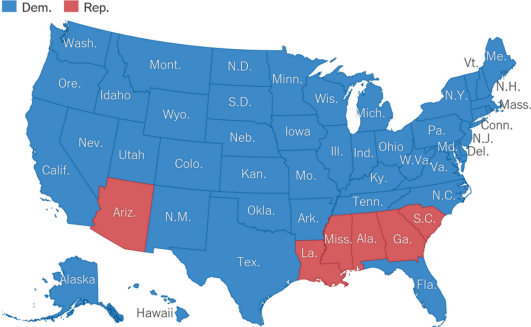 Dem. Rep.
Wash.
Mont.
N.D.
Minn.
Vt.
Me.
Ore.
Idaho
S.D.
Wis.
Mich.
N.Y.
N.H.
Mass.
Wyo.
Conn.
Nev.
Neb.
Iowa
Ill.
Ind.
Ohio
Pa.
N.J.
Md.
Del.
Calif.
Utah
Colo.
Kan.
Mo.
Ky.
W.Va.
Va.
Ariz.
N.M.
Okla.
Ark.
Tenn.
N.C.
S.C.
Tex.
La.
Miss.
Ala.
Ga.
Fla.
Alaska
Hawaii